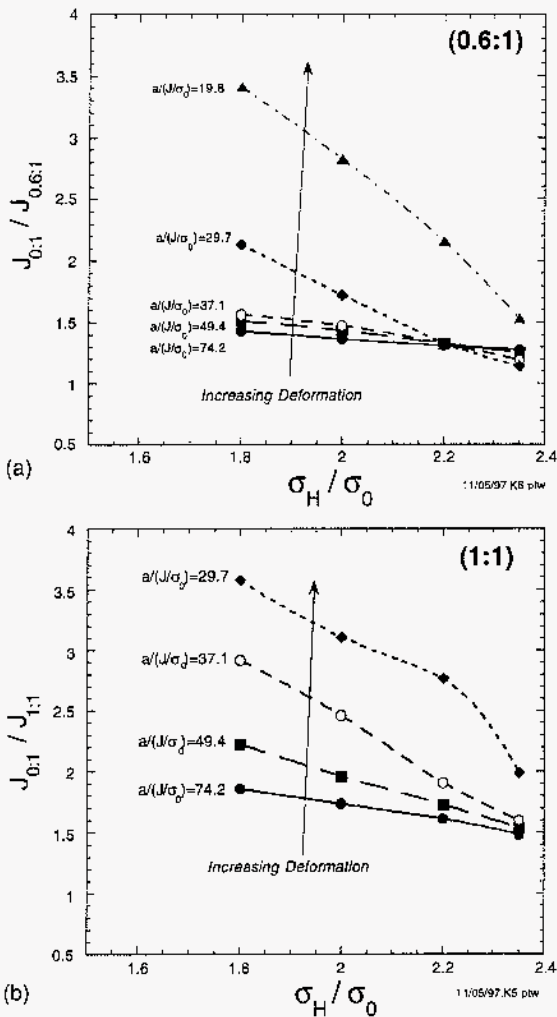 4
(0.6:1)
3.5
a/(J/σ0)=19.8
3
2.5
J0:1 / J0.6:1
a/(J/σ0)=29.7
2
a/(J/σ0)=37.1
1.5
a/(J/σ0)=49.4
a/(J/σ0)=74.2
1
Increasing Deformation
0.5
1.6 1.8 2 2.2 2.4
(a)
σH / σ0
11/05/97 K6 ptw
4
(1:1)
a/(J/σ0)=29.7
3.5
3
a/(J/σ0)=37.1
2.5
J0:1 / J1:1
a/(J/σ0)=49.4
2
a/(J/σ0)=74.2
1.5
Increasing Deformation
1
0.5
1.6 1.8 2 2.2 2.4
(b)
σH / σ0
11/05/97.K5 ptw